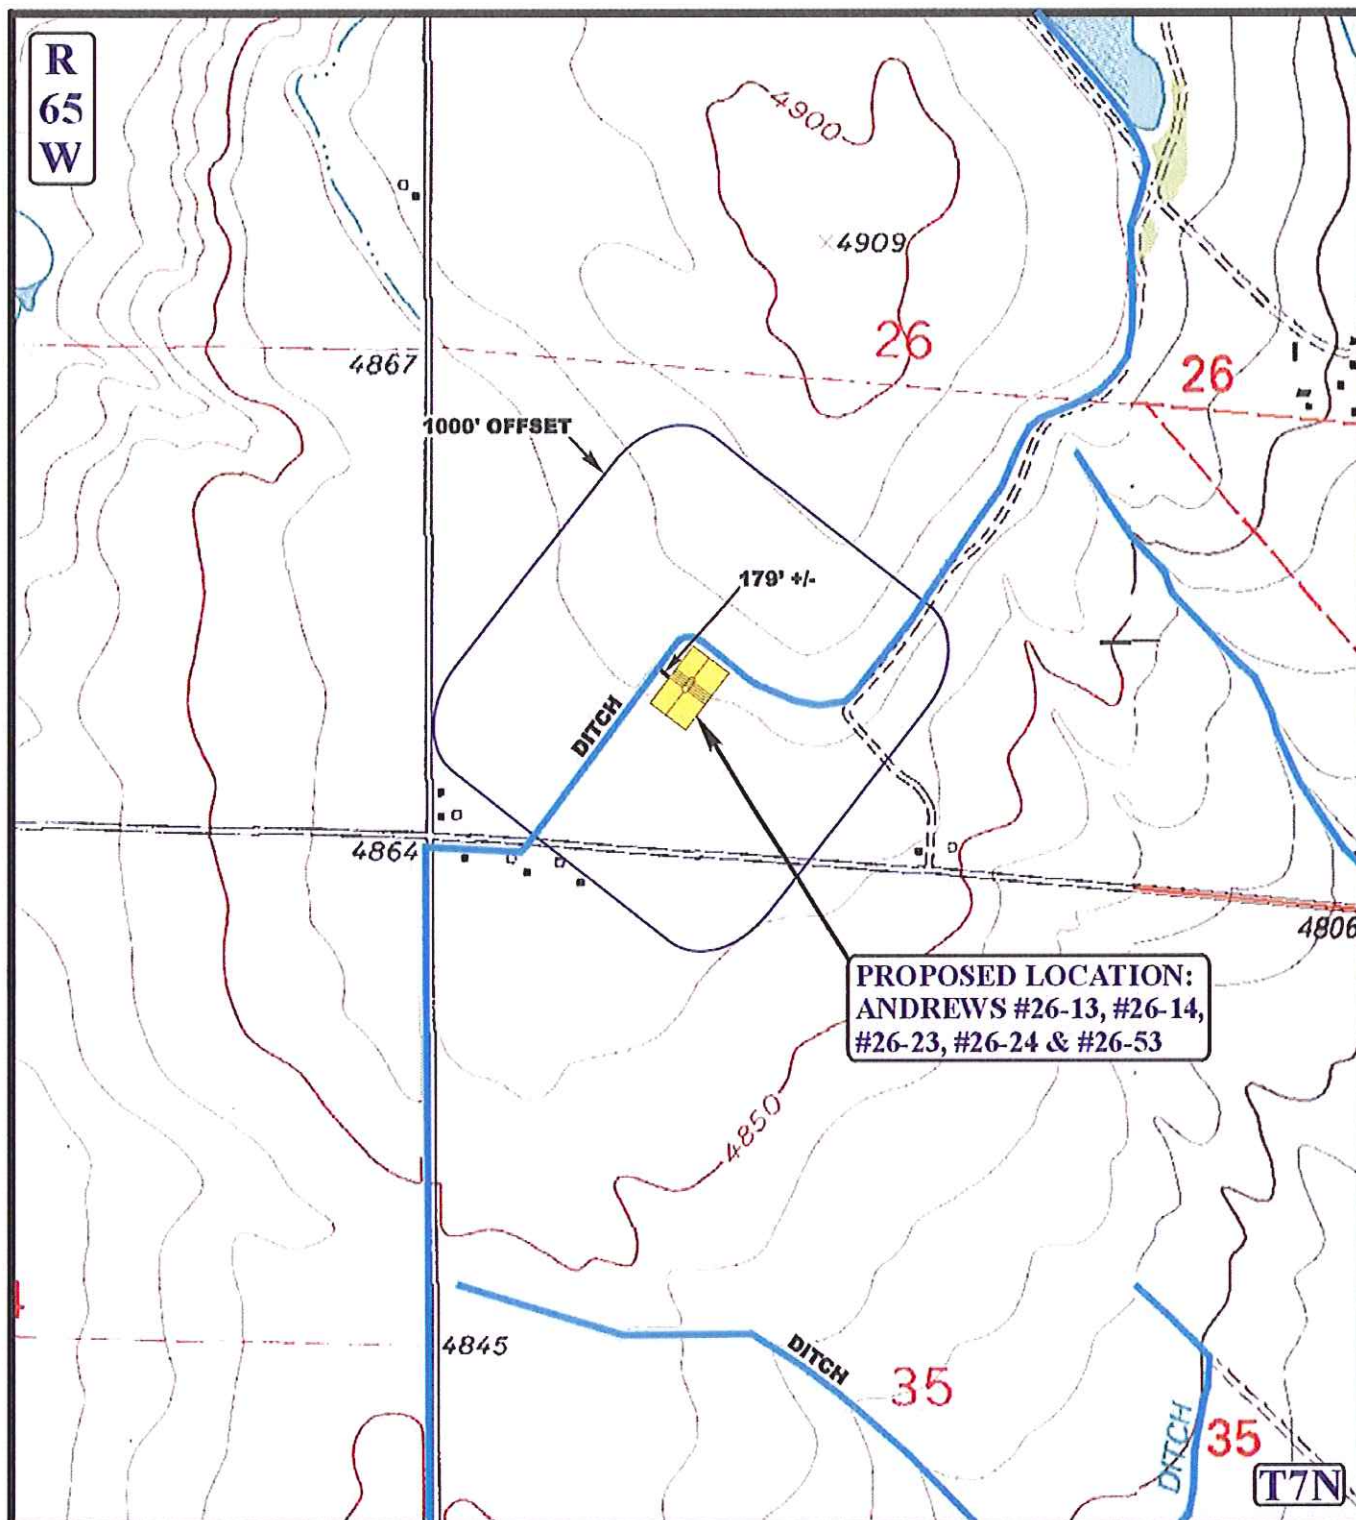 R
65
W
4900
4909
26
26
4867
1000' OFFSET
179' +/-
DITCH
4864
4806
PROPOSED LOCATION:
ANDREWS #26-13, #26-14,
#26-23, #26-24 & #26-53
4850
4845
DITCH
35
DITCH
35
T7N